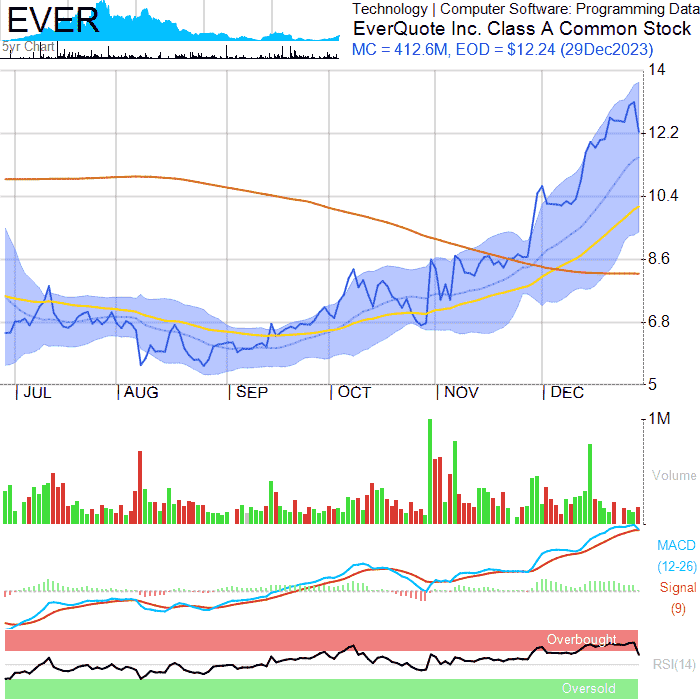 EVER
5yr Chart
Technology | Computer Software: Programming Data
EverQuote Inc. Class A Common Stock
MC = 412.6M, EOD = $12.24 (29Dec2023)
14
12.2
10.4
8.6
6.8
5
JUL AUG SEP OCT NOV DEC
1M
Volume
MACD
(12-26)
Signal
(9)
Overbought
RSI(14)
Oversold